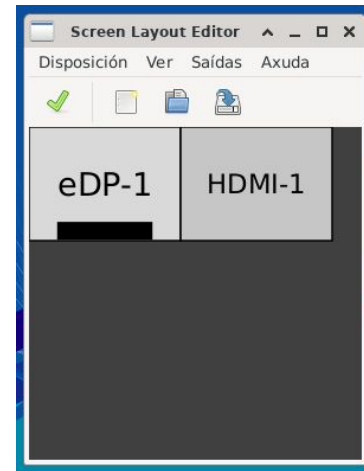 Screen Layout Editor
Disposición Ver Saídas Axuda
eDP-1 HDMI-1